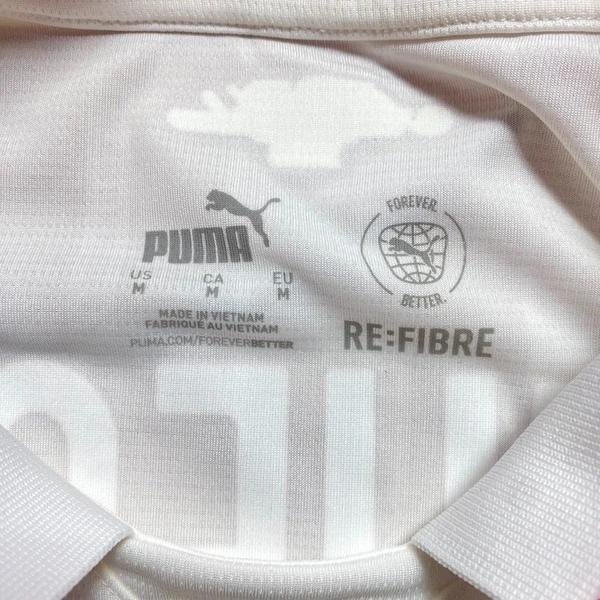 PUMA
US CA EU
M M M
MADE IN VIETNAM
FABRIQUÉ AU VIETNAM
PUMA.COM/FOREVERBETTER
FOREVER.
BETTER.
RE:FIBRE